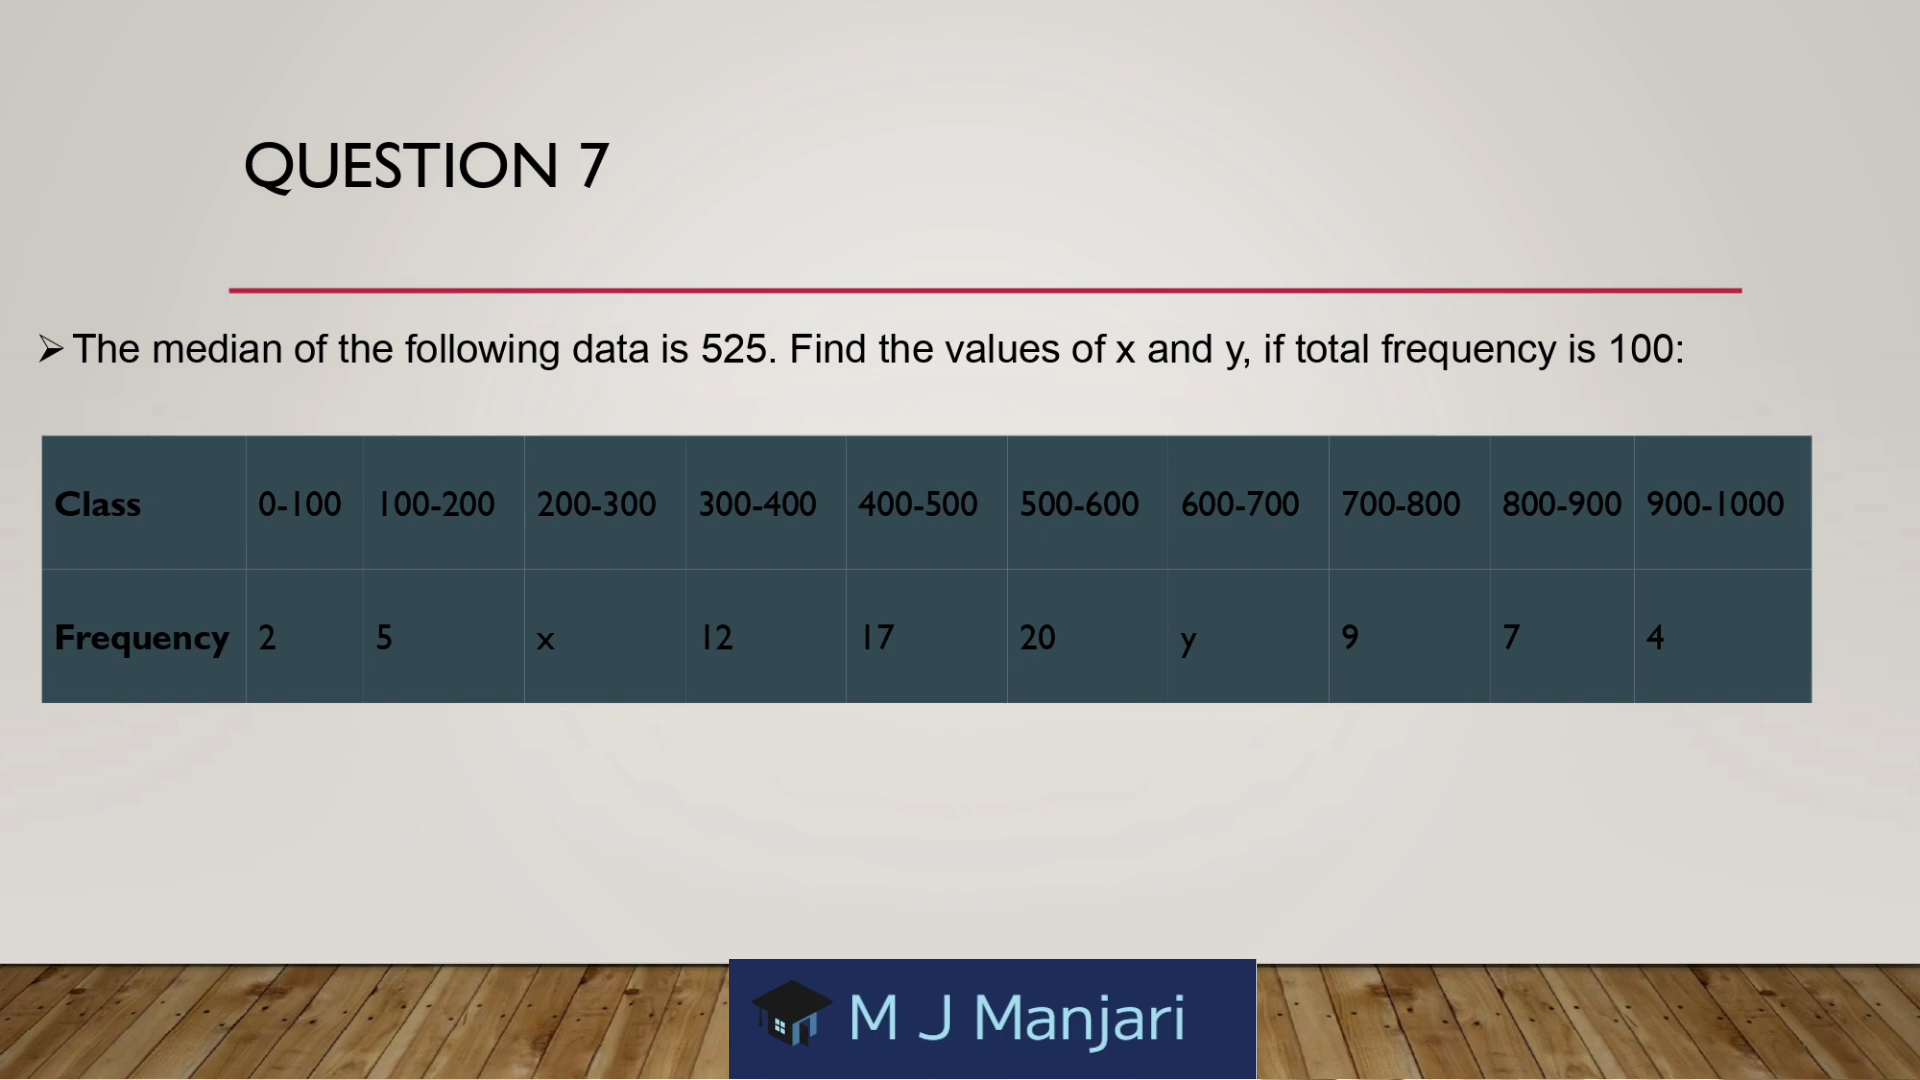 QUESTION 7
The median of the following data is 525. Find the values of x and y, if total frequency is 100:
Class 0-100 100-200 200-300 300-400 400-500 500-600 600-700 700-800 800-900 900-1000
Frequency 2 5 x 12 17 20 y 9 7 4
M J Manjari